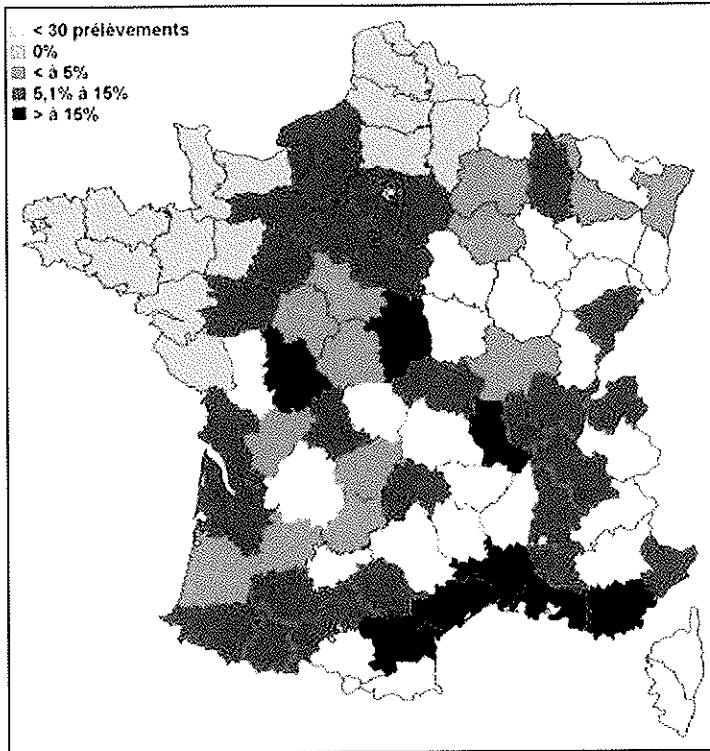 < 30 prélèvements
0%
< à 5%
5,1% à 15%
> à 15%